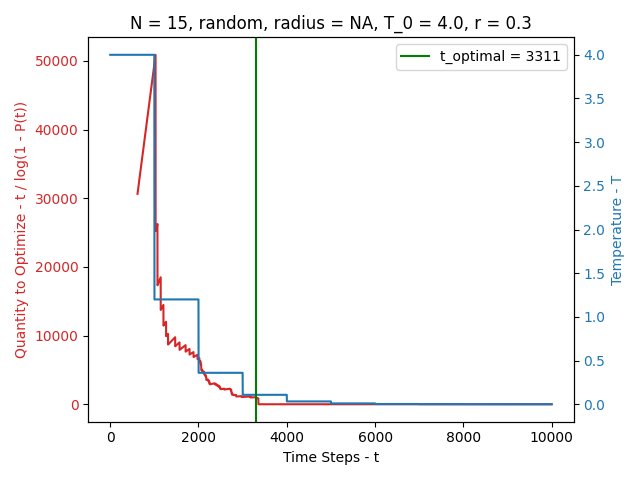 N = 15, random, radius = NA, T_0 = 4.0, r = 0.3
t_optimal = 3311
Quantity to Optimize - t / log(1 - P(t))
50000
40000
30000
20000
10000
0
4.0
3.5
3.0
2.5
2.0
1.5
1.0
0.5
0.0
Temperature - T
0 2000 4000 6000 8000 10000
Time Steps - t